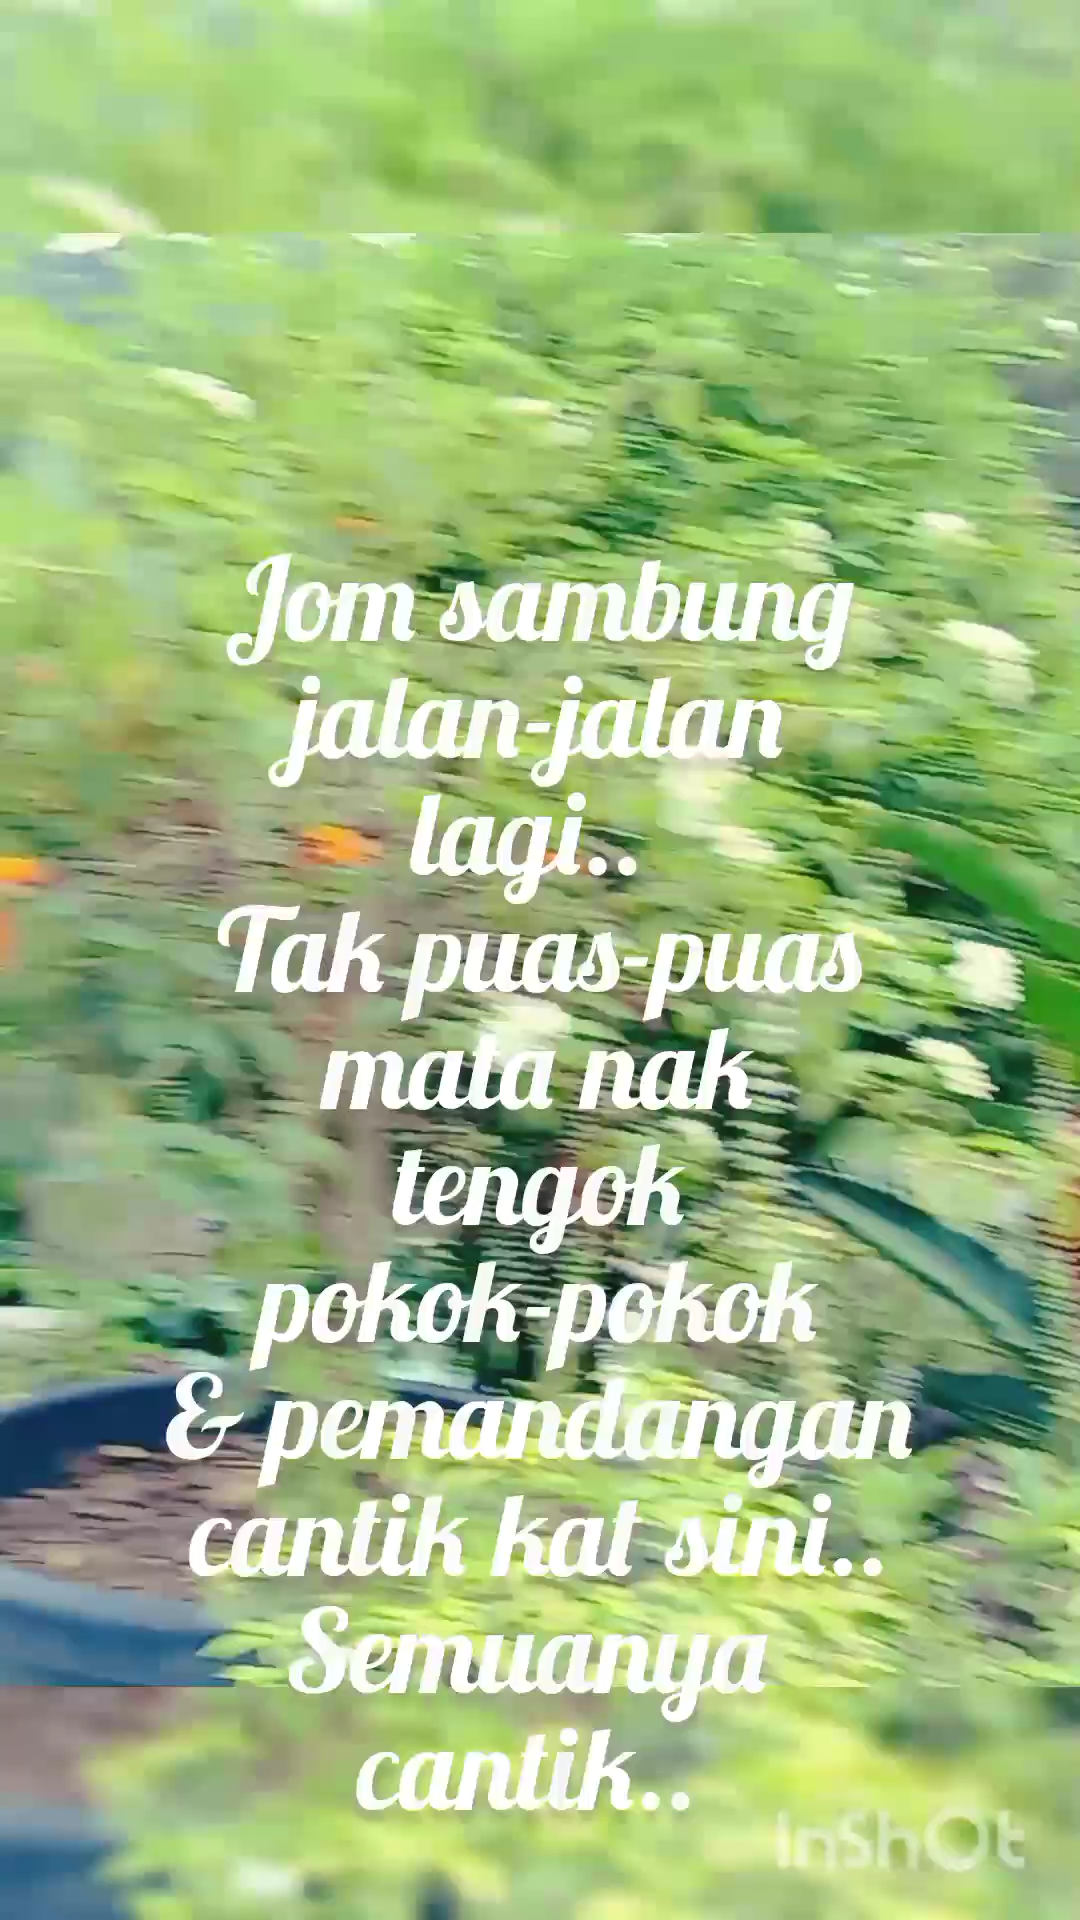 Jom sambung
jalan-jalan
lagi..
Tak puas-puas
mata nak
tengok
pokok-pokok
& pemandangan
cantik kat sini..
Semuanya
cantik..
InShOt